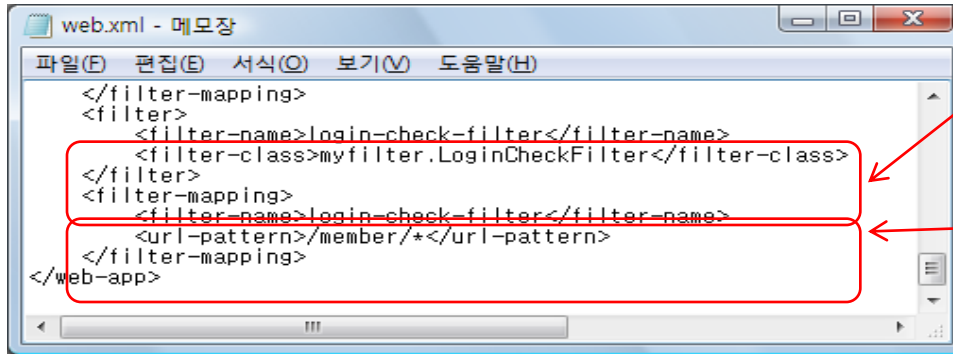 web.xml - 메모장
파일(F) 편집(E) 서식(O) 보기(V) 도움말(H)
</filter-mapping>
<filter>
<filter-name>login-check-filter</filter-name>
<filter-class>myfilter.LoginCheckFilter</filter-class>
</filter>
<filter-mapping>
<filter-name>login-check-filter</filter-name>
<url-pattern>/member/*</url-pattern>
</filter-mapping>
</web-app>